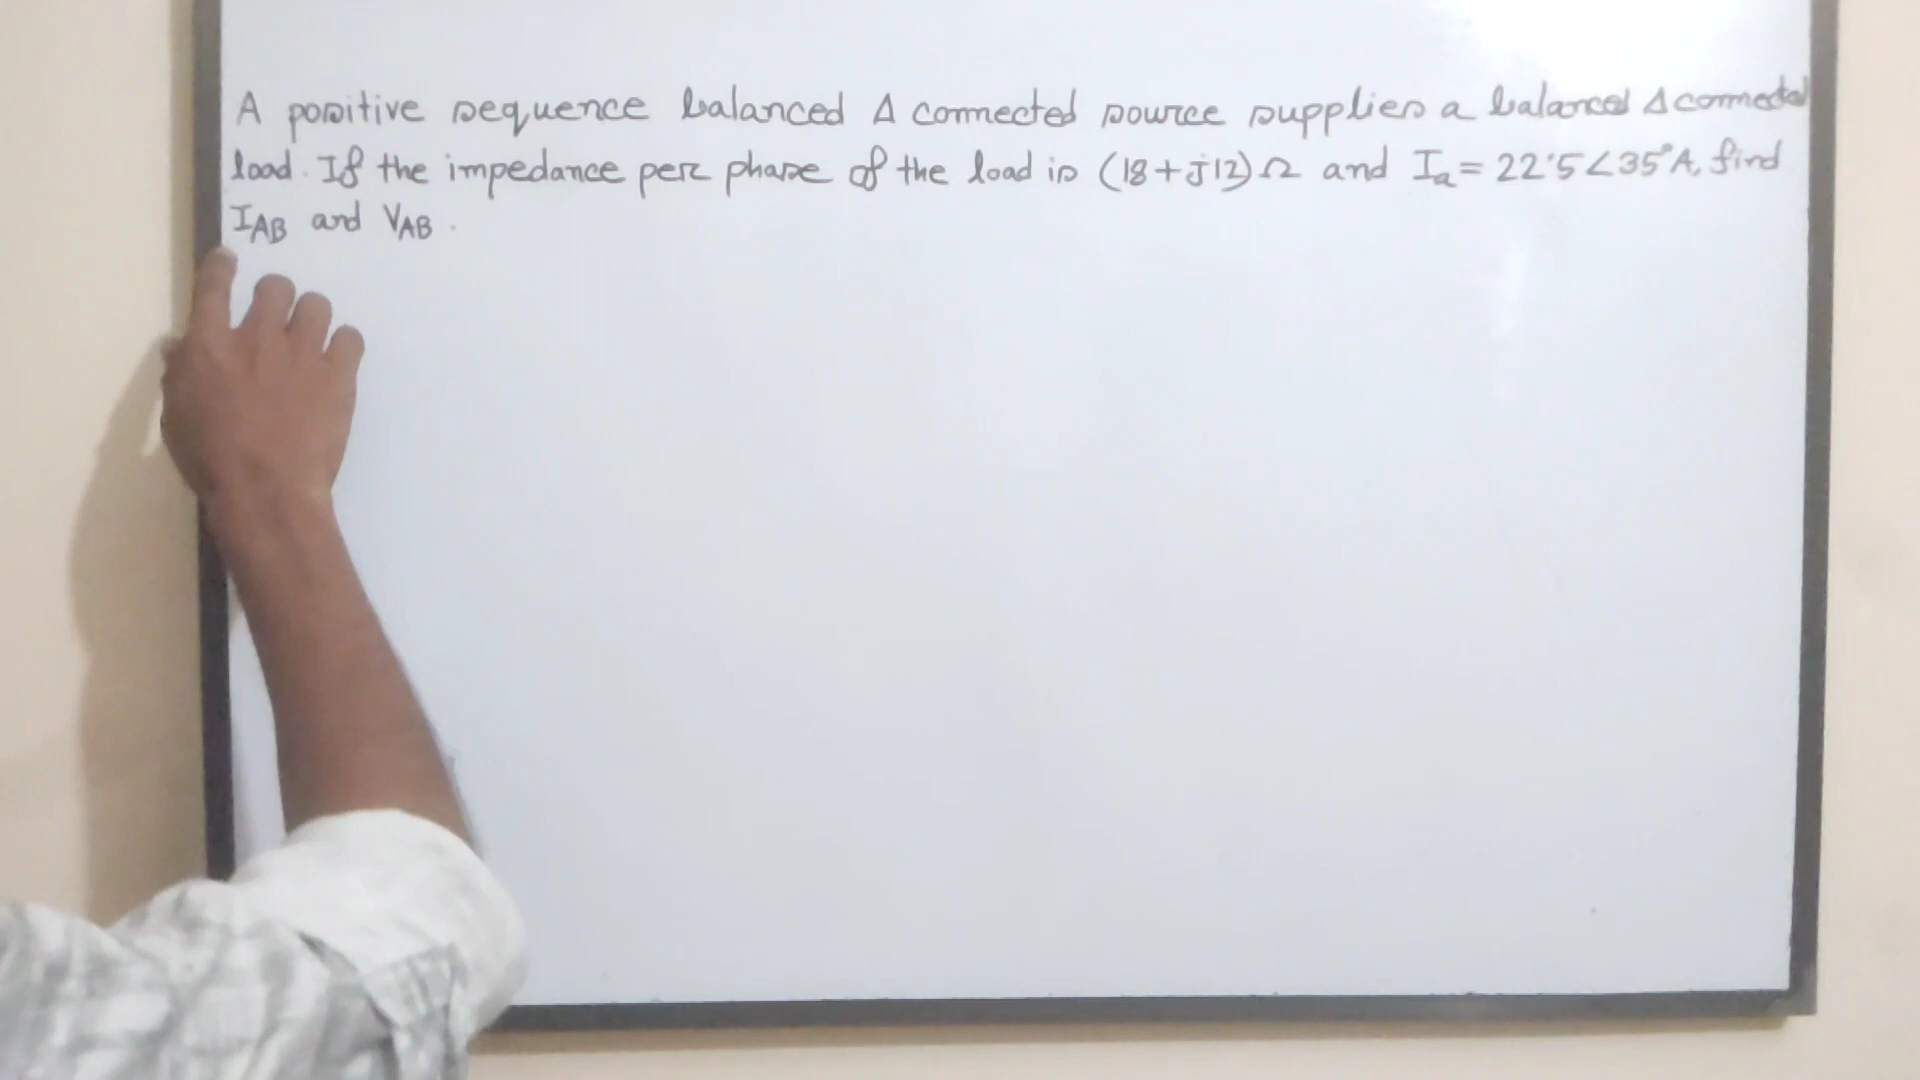 A positive sequence balanced Δ connected source supplies a balanced Δ connected
load. If the impedance per phase of the load is (18+j12)Ω and Iₐ= 22.5∠35°A, find
I_AB and V_AB.